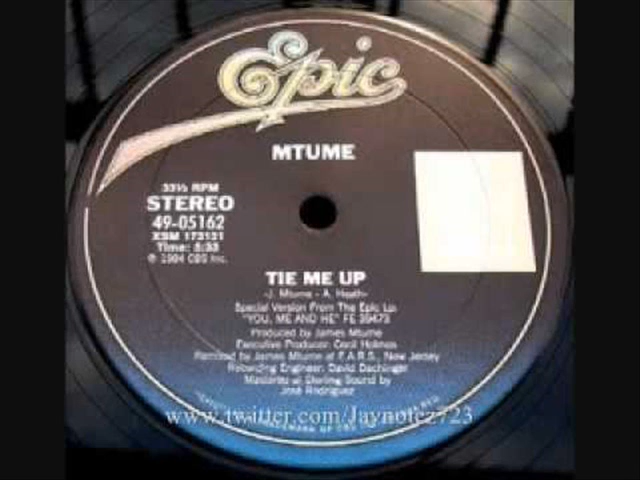 Epic
MTUME
33⅓ RPM
STEREO
49-05162
XSM 173131
Time: 5:33
℗ 1984 CBS Inc.
TIE ME UP
-J. Mtume - A. Heath-
Special Version From The Epic Lp.
"YOU, ME AND HE" FE 39473
Produced by James Mtume
Executive Producer: Cecil Holmes
Remixed by James Mtume at F.A.R.S., New Jersey
Recording Engineer: David Dachinger
Mastered at Sterling Sound by
José Rodriguez
www.twitter.com/Jaynotez723